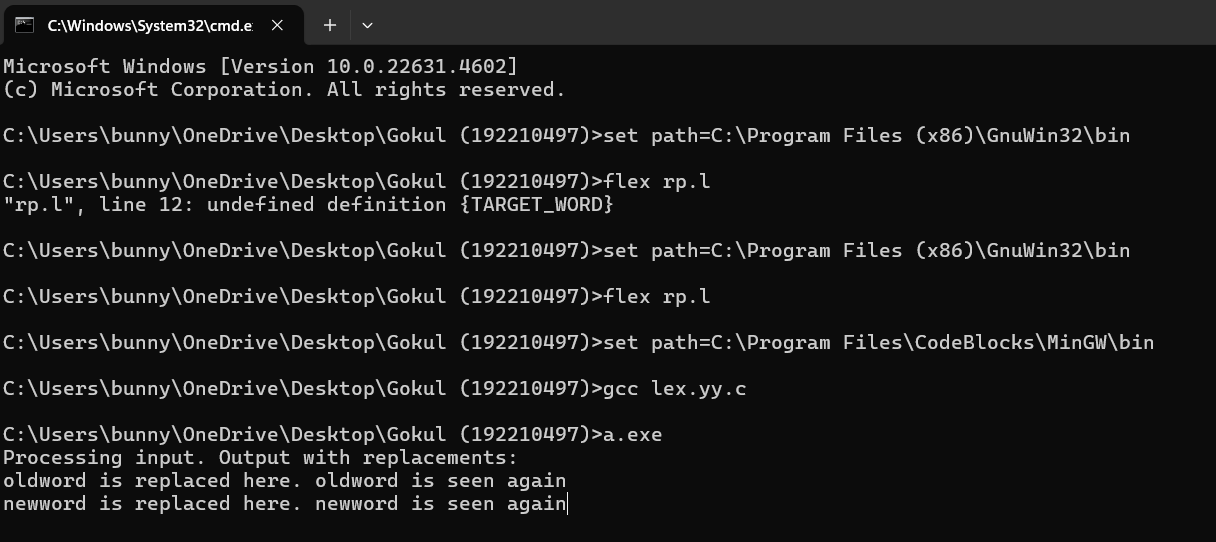 C:\Windows\System32\cmd.e
Microsoft Windows [Version 10.0.22631.4602]
(c) Microsoft Corporation. All rights reserved.
C:\Users\bunny\OneDrive\Desktop\Gokul (192210497)>set path=C:\Program Files (x86)\GnuWin32\bin
C:\Users\bunny\OneDrive\Desktop\Gokul (192210497)>flex rp.l
"rp.l", line 12: undefined definition {TARGET_WORD}
C:\Users\bunny\OneDrive\Desktop\Gokul (192210497)>set path=C:\Program Files (x86)\GnuWin32\bin
C:\Users\bunny\OneDrive\Desktop\Gokul (192210497)>flex rp.l
C:\Users\bunny\OneDrive\Desktop\Gokul (192210497)>set path=C:\Program Files\CodeBlocks\MinGW\bin
C:\Users\bunny\OneDrive\Desktop\Gokul (192210497)>gcc lex.yy.c
C:\Users\bunny\OneDrive\Desktop\Gokul (192210497)>a.exe
Processing input. Output with replacements:
oldword is replaced here. oldword is seen again
newword is replaced here. newword is seen again